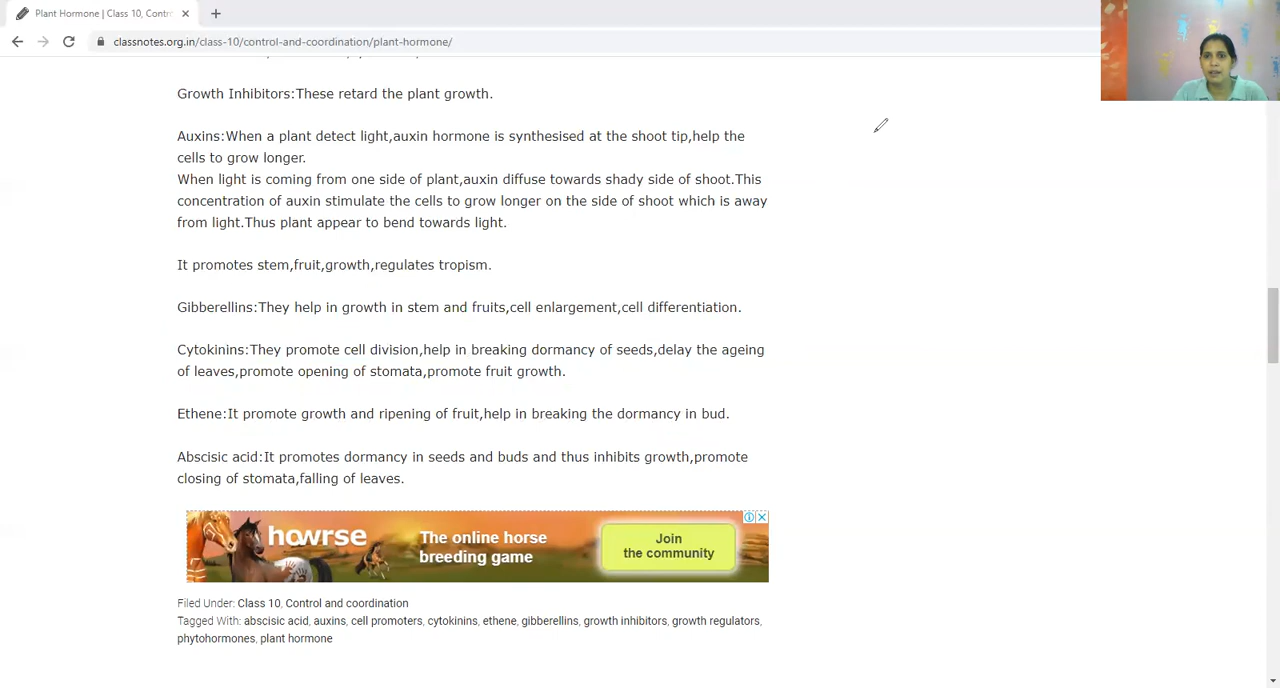 Plant Hormone | Class 10, Contr
classnotes.org.in/class-10/control-and-coordination/plant-hormone/
Growth Inhibitors:These retard the plant growth.
Auxins:When a plant detect light,auxin hormone is synthesised at the shoot tip,help the
cells to grow longer.
When light is coming from one side of plant,auxin diffuse towards shady side of shoot.This
concentration of auxin stimulate the cells to grow longer on the side of shoot which is away
from light.Thus plant appear to bend towards light.
It promotes stem,fruit,growth,regulates tropism.
Gibberellins:They help in growth in stem and fruits,cell enlargement,cell differentiation.
Cytokinins:They promote cell division,help in breaking dormancy of seeds,delay the ageing
of leaves,promote opening of stomata,promote fruit growth.
Ethene:It promote growth and ripening of fruit,help in breaking the dormancy in bud.
Abscisic acid:It promotes dormancy in seeds and buds and thus inhibits growth,promote
closing of stomata,falling of leaves.
howrse
The online horse
breeding game
Join
the community
Filed Under: Class 10, Control and coordination
Tagged With: abscisic acid, auxins, cell promoters, cytokinins, ethene, gibberellins, growth inhibitors, growth regulators,
phytohormones, plant hormone